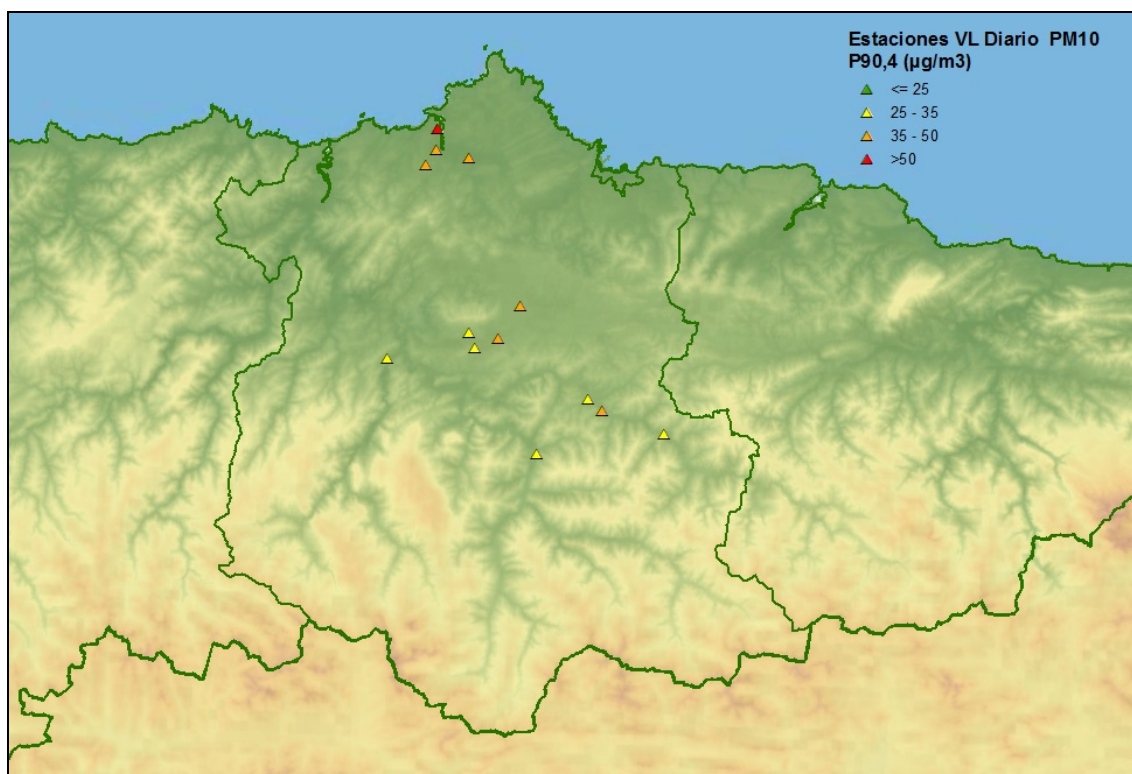 Estaciones VL Diario PM10
P90,4 (µg/m3)
<= 25
25 - 35
35 - 50
>50